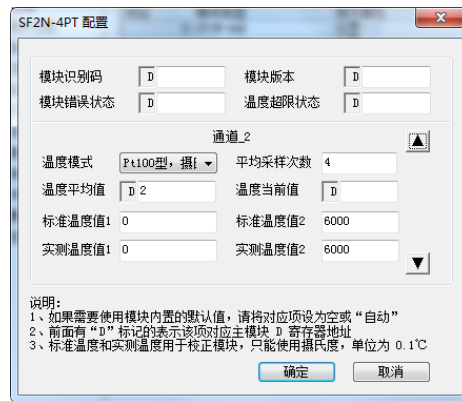 SF2N-4PT 配置
模块识别码 D 模块版本 D
模块错误状态 D 温度超限状态 D
通道_2
温度模式 Pt100型，摄 平均采样次数 4
温度平均值 D 2 温度当前值 D
标准温度值1 0 标准温度值2 6000
实测温度值1 0 实测温度值2 6000
说明：
1、如果需要使用模块内置的默认值，请将对应项设为空或“自动”
2、前面有“D”标记的表示该项对应主模块 D 寄存器地址
3、标准温度和实测温度用于校正模块，只能使用摄氏度，单位为 0.1℃
确定 取消